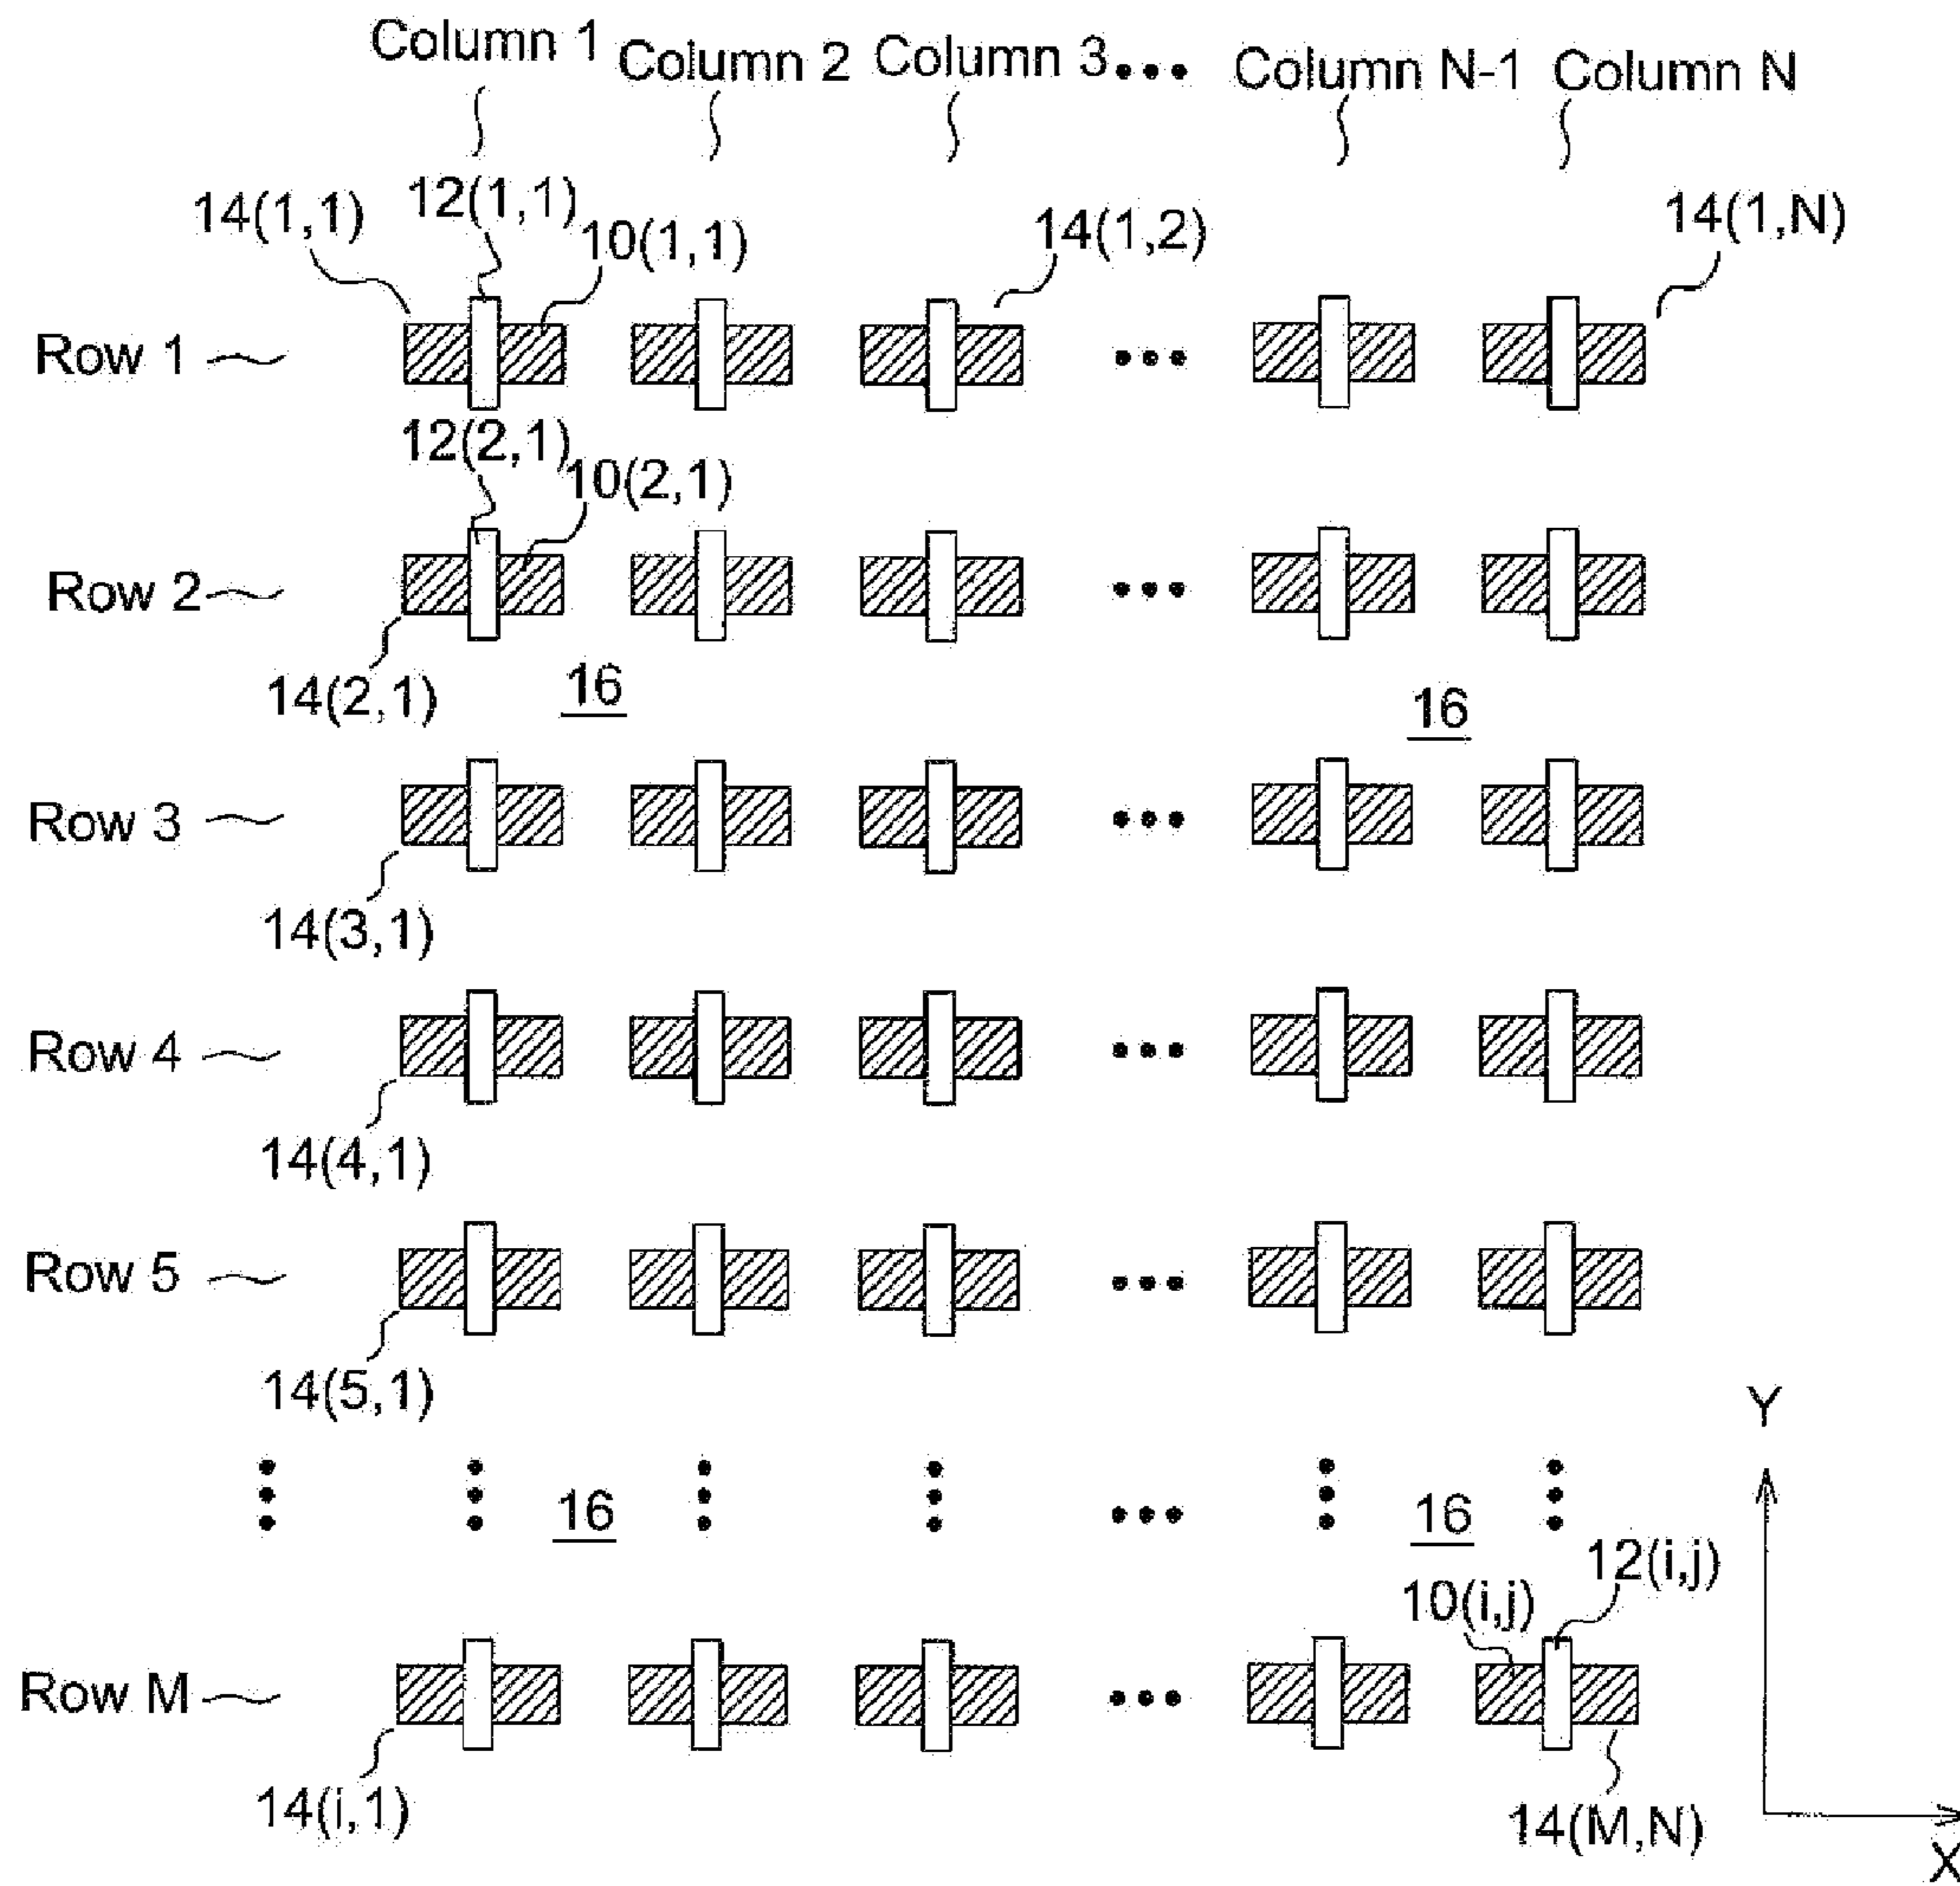 Column 1 Column 2 Column 3 ••• Column N-1 Column N
14(1,1) 12(1,1) 10(1,1) 14(1,2) 14(1,N)
Row 1 •••
12(2,1) 10(2,1)
Row 2 •••
14(2,1) 16 16
Row 3 •••
14(3,1)
Row 4 •••
14(4,1)
Row 5 •••
14(5,1)
Y
16 ••• 16
10(i,j) 12(i,j)
Row M •••
14(i,1) 14(M,N)
X